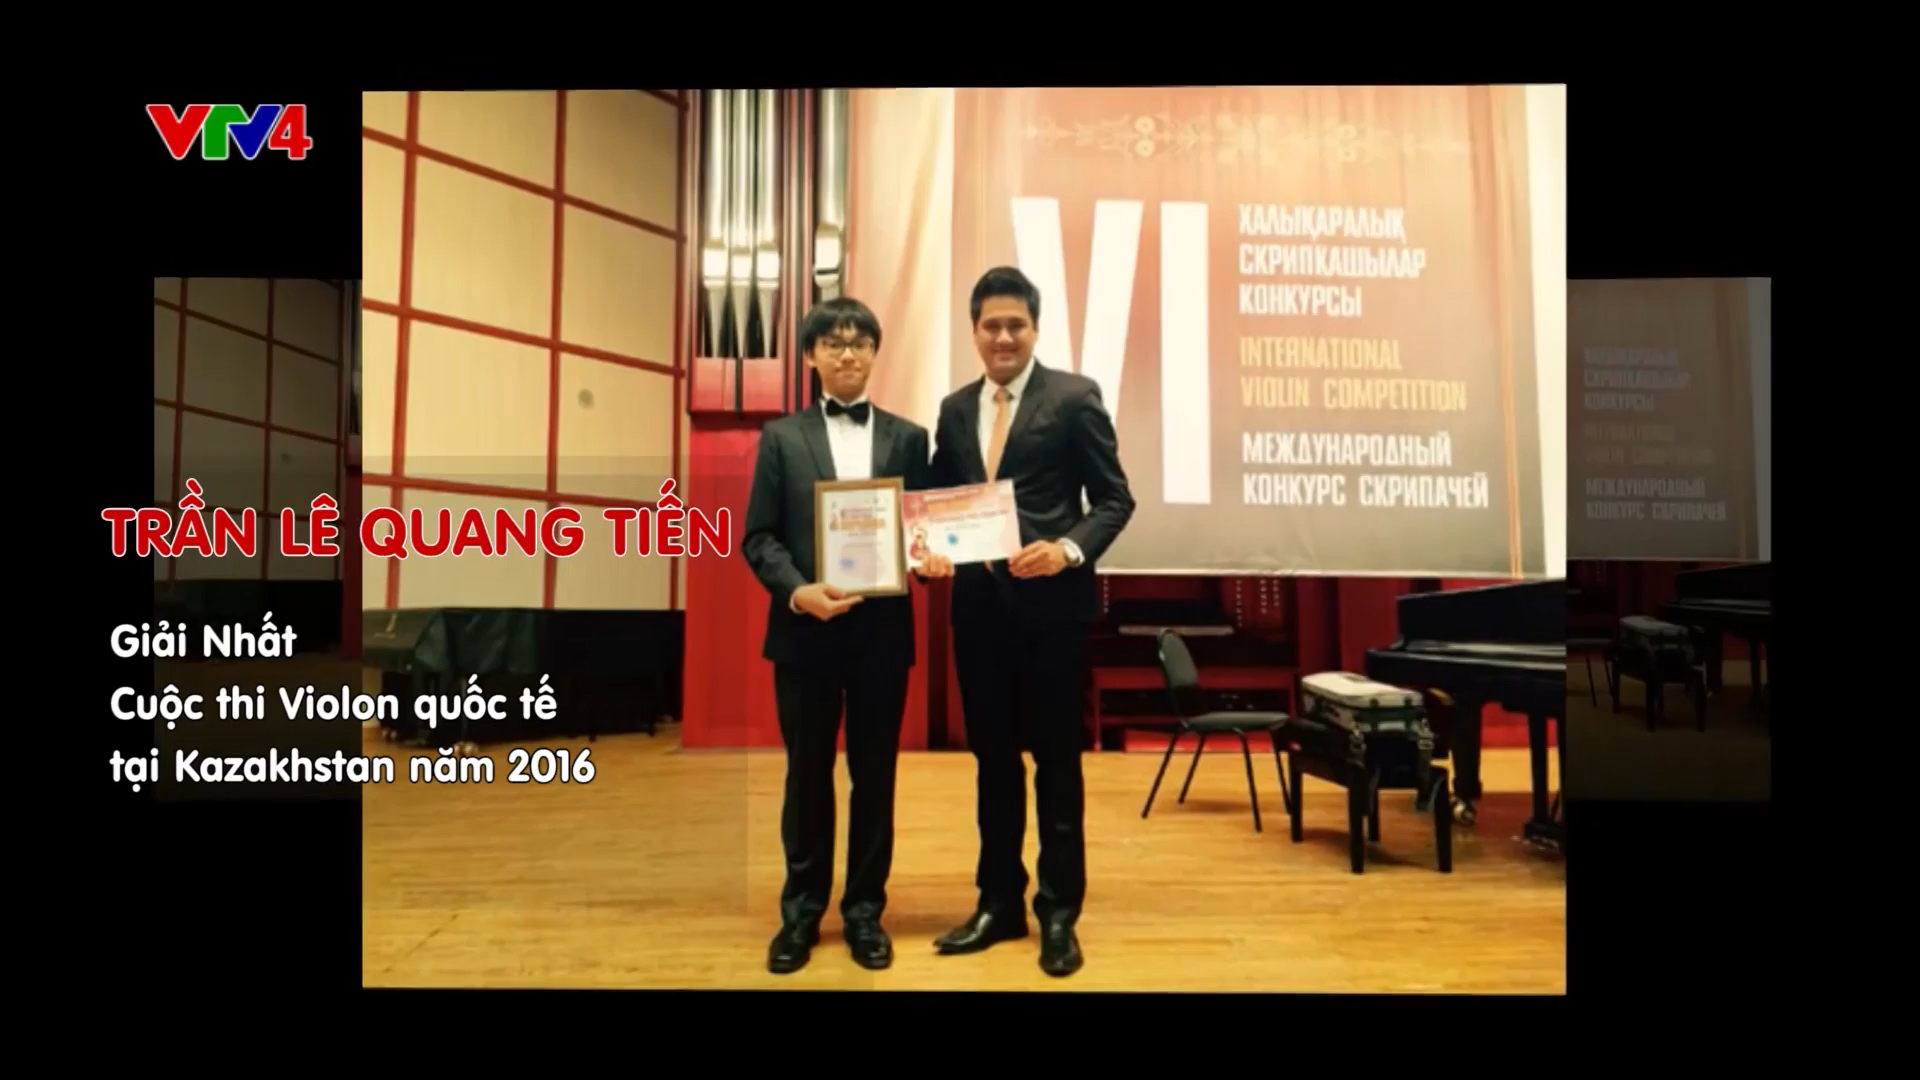 VTV4
VI
ХАЛЫҚАРАЛЫҚ
СКРИПКАШЫЛАР
КОНКУРСЫ
INTERNATIONAL
VIOLIN COMPETITION
МЕЖДУНАРОДНЫЙ
КОНКУРС СКРИПАЧЕЙ
TRẦN LÊ QUANG TIẾN
Giải Nhất
Cuộc thi Violon quốc tế
tại Kazakhstan năm 2016